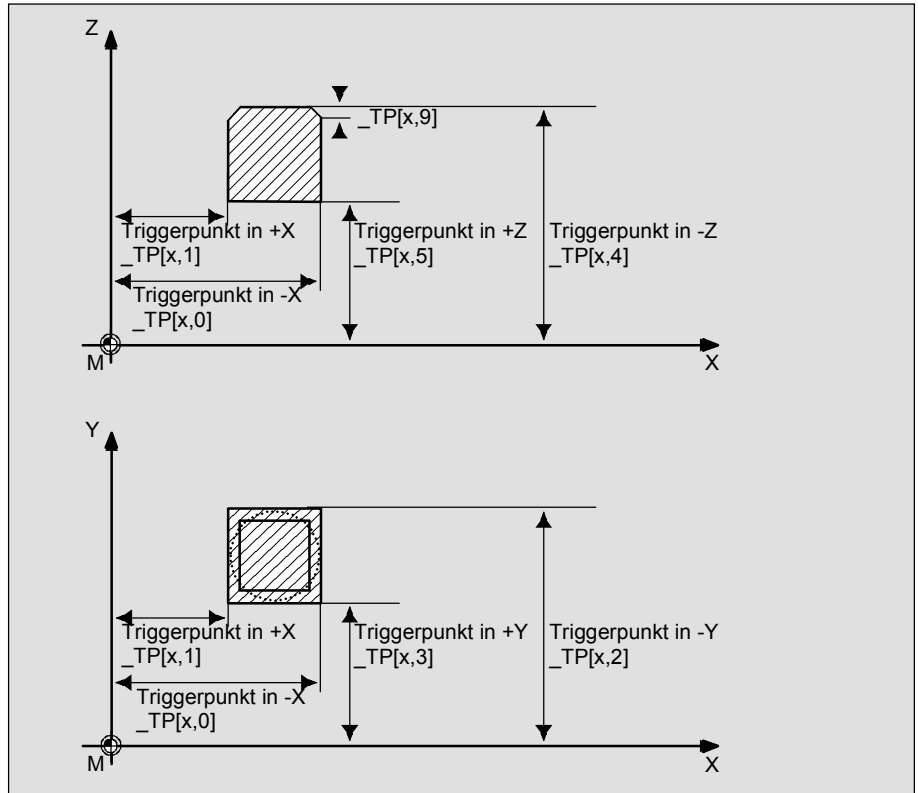 Z
_TP[x,9]
Triggerpunkt in +X
_TP[x,1]
Triggerpunkt in +Z
_TP[x,5]
Triggerpunkt in -Z
_TP[x,4]
Triggerpunkt in -X
_TP[x,0]
M
X
Y
Triggerpunkt in +X
_TP[x,1]
Triggerpunkt in +Y
_TP[x,3]
Triggerpunkt in -Y
_TP[x,2]
Triggerpunkt in -X
_TP[x,0]
M
X